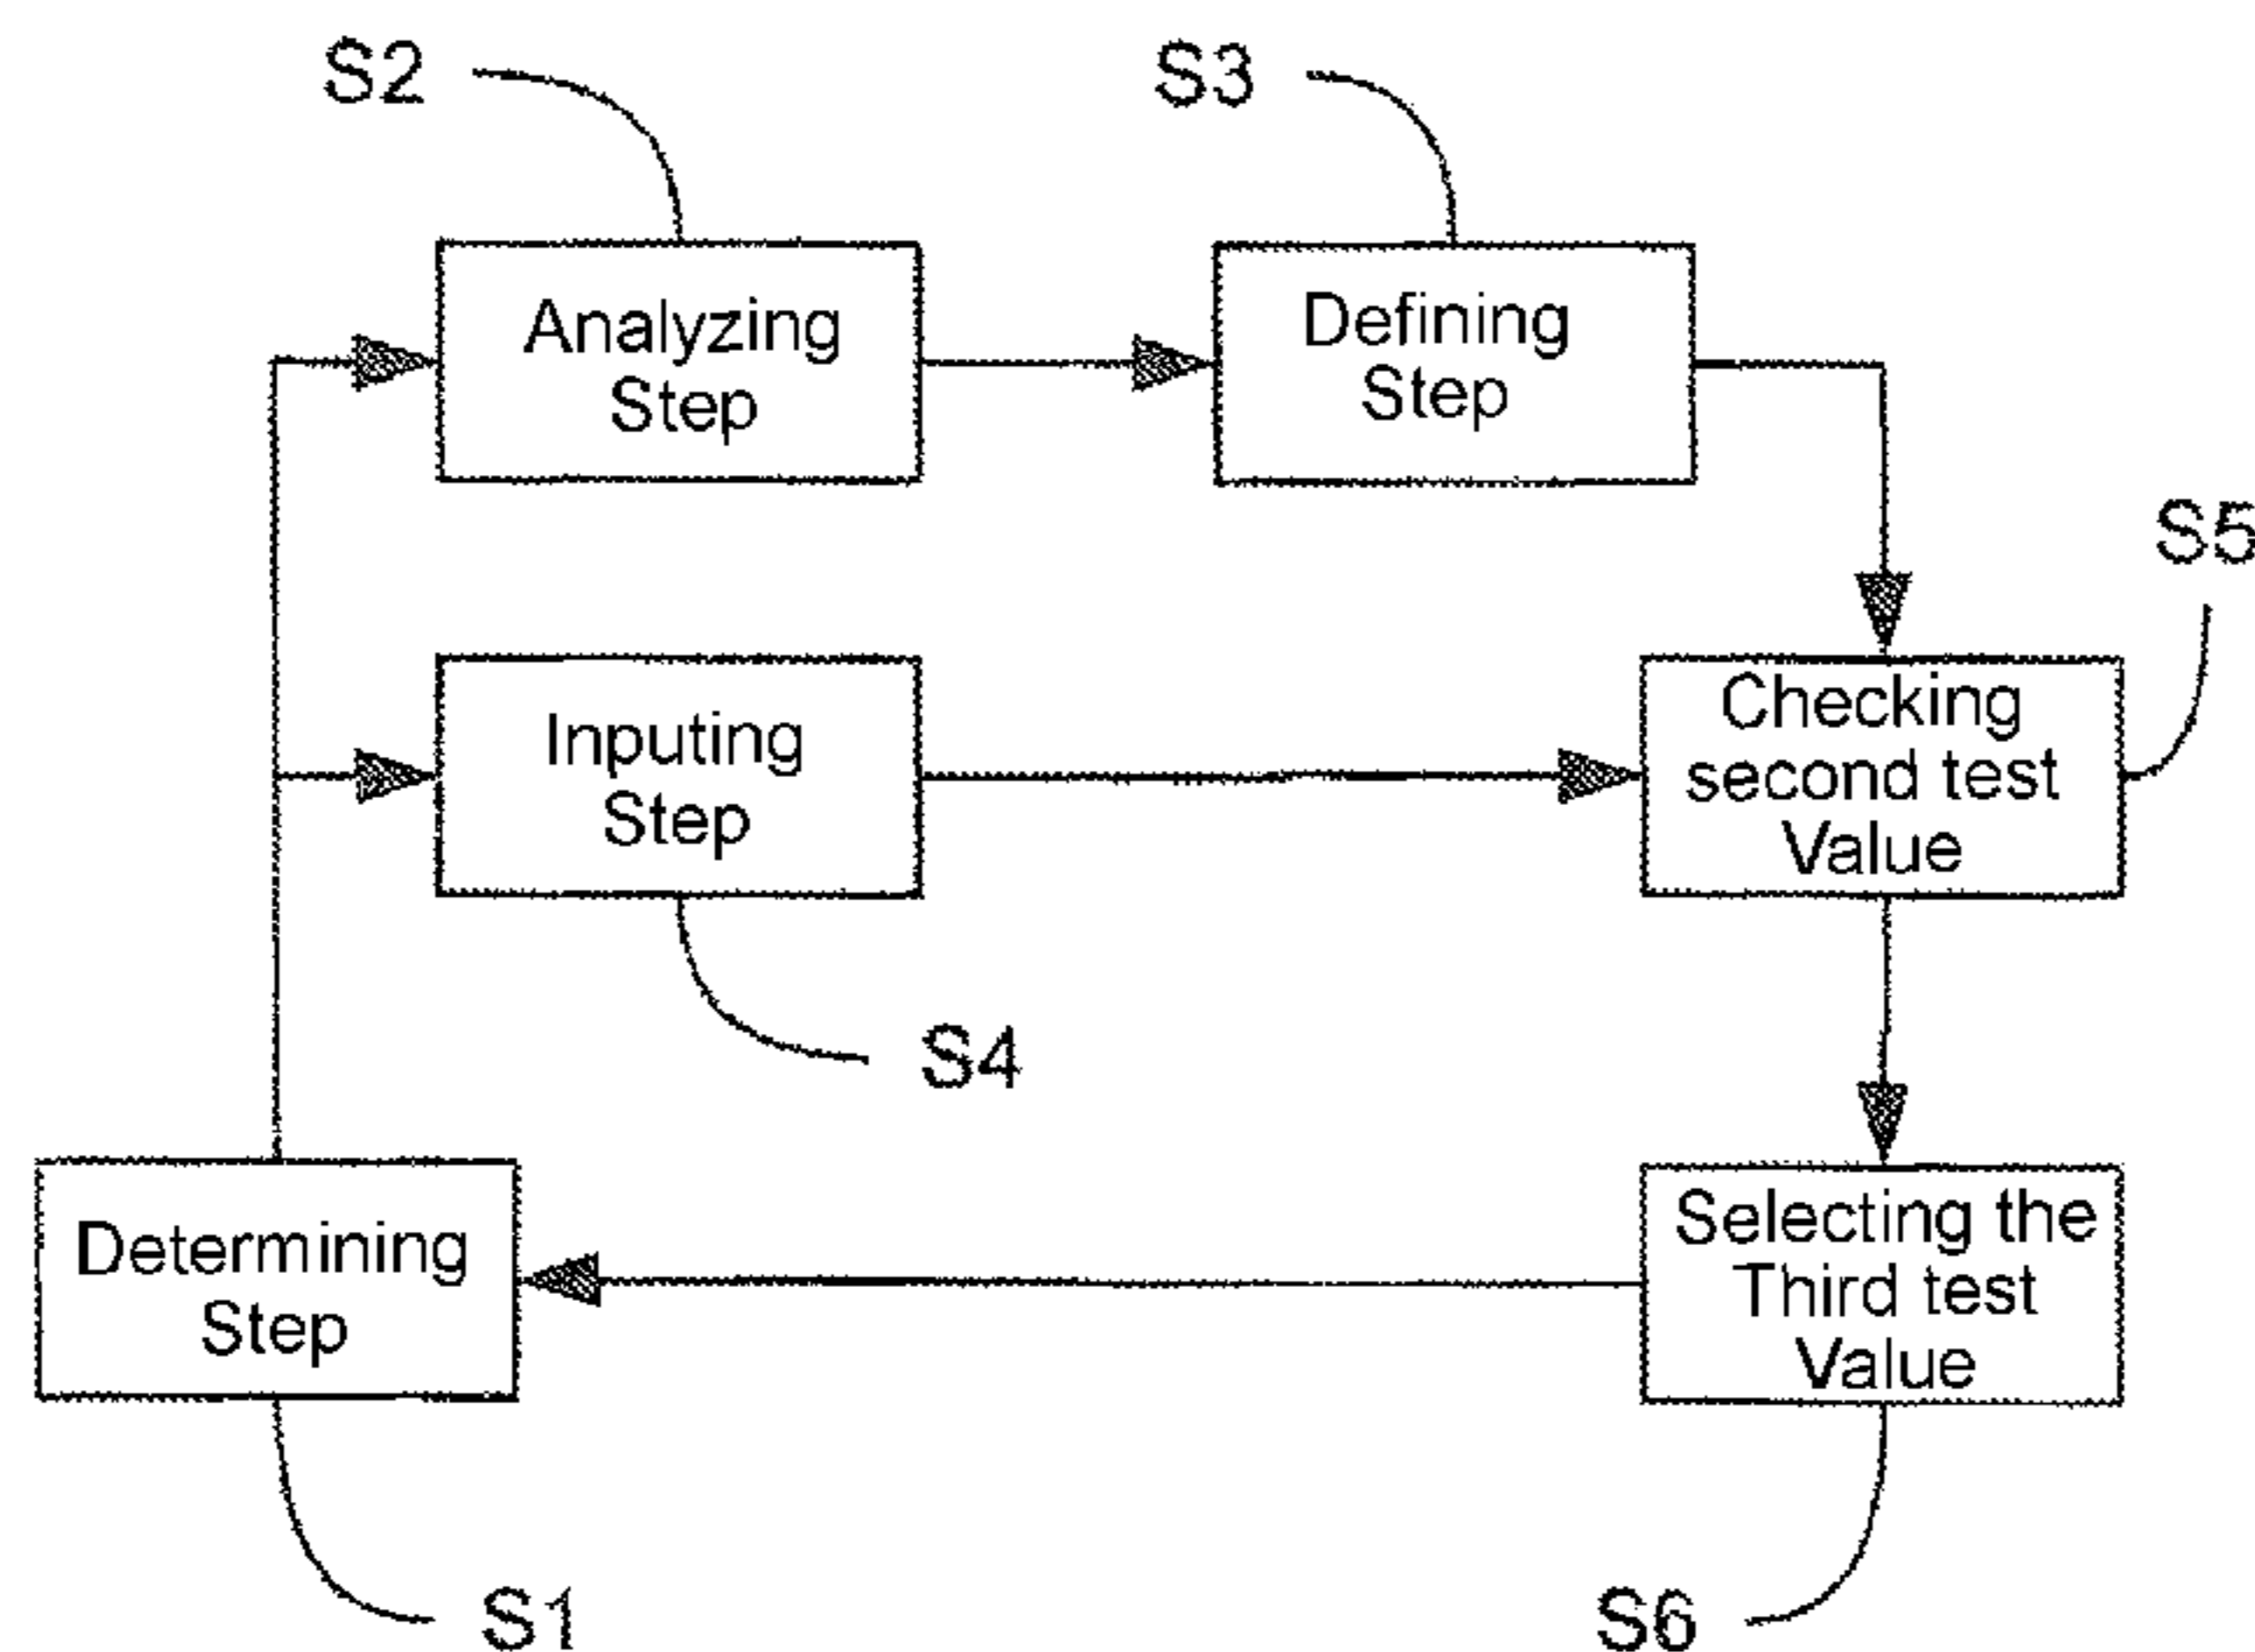 S2
S3
Analyzing
Step
Defining
Step
S5
Inputing
Step
Checking
second test
Value
S4
Determining
Step
Selecting the
Third test
Value
S1
S6